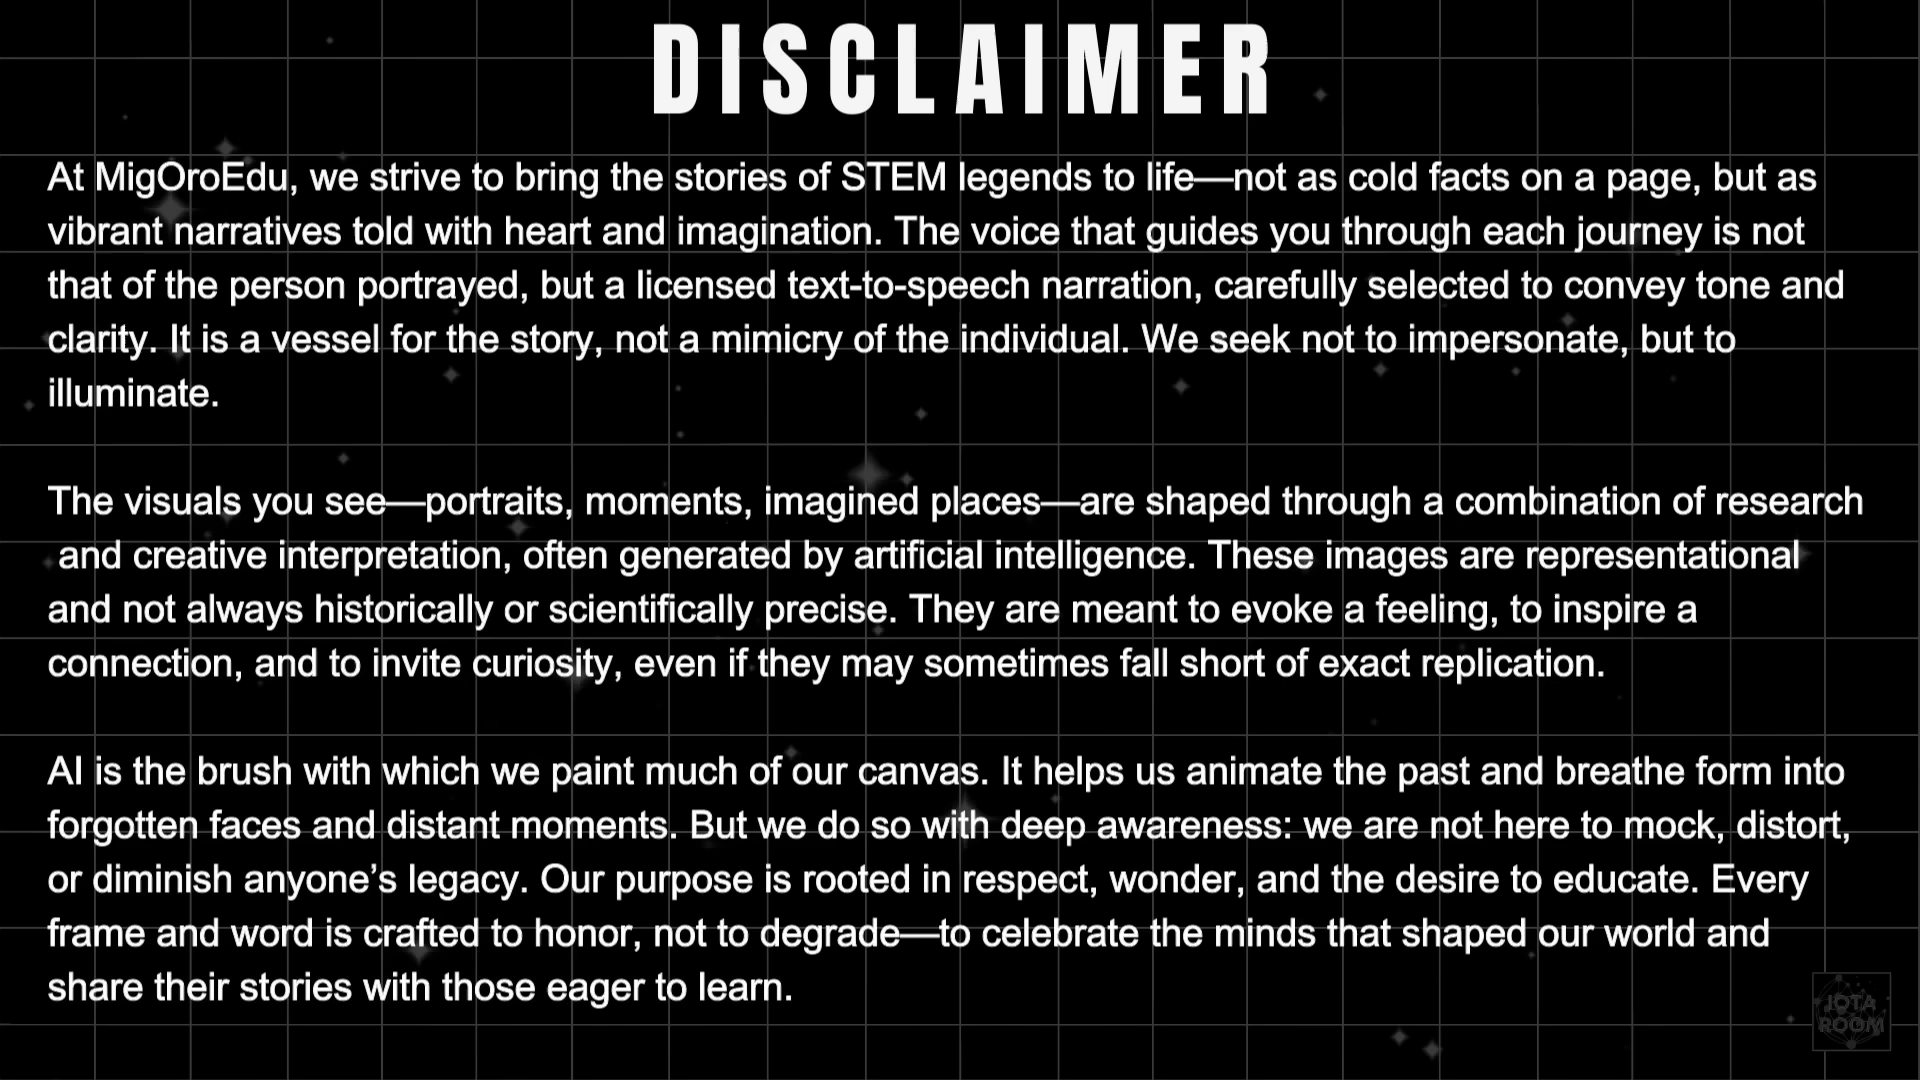 DISCLAIMER
At MigOroEdu, we strive to bring the stories of STEM legends to life—not as cold facts on a page, but as
vibrant narratives told with heart and imagination. The voice that guides you through each journey is not
that of the person portrayed, but a licensed text-to-speech narration, carefully selected to convey tone and
clarity. It is a vessel for the story, not a mimicry of the individual. We seek not to impersonate, but to
illuminate.
The visuals you see—portraits, moments, imagined places—are shaped through a combination of research
and creative interpretation, often generated by artificial intelligence. These images are representational
and not always historically or scientifically precise. They are meant to evoke a feeling, to inspire a
connection, and to invite curiosity, even if they may sometimes fall short of exact replication.
AI is the brush with which we paint much of our canvas. It helps us animate the past and breathe form into
forgotten faces and distant moments. But we do so with deep awareness: we are not here to mock, distort,
or diminish anyone’s legacy. Our purpose is rooted in respect, wonder, and the desire to educate. Every
frame and word is crafted to honor, not to degrade—to celebrate the minds that shaped our world and
share their stories with those eager to learn.
IOTA
ROOM